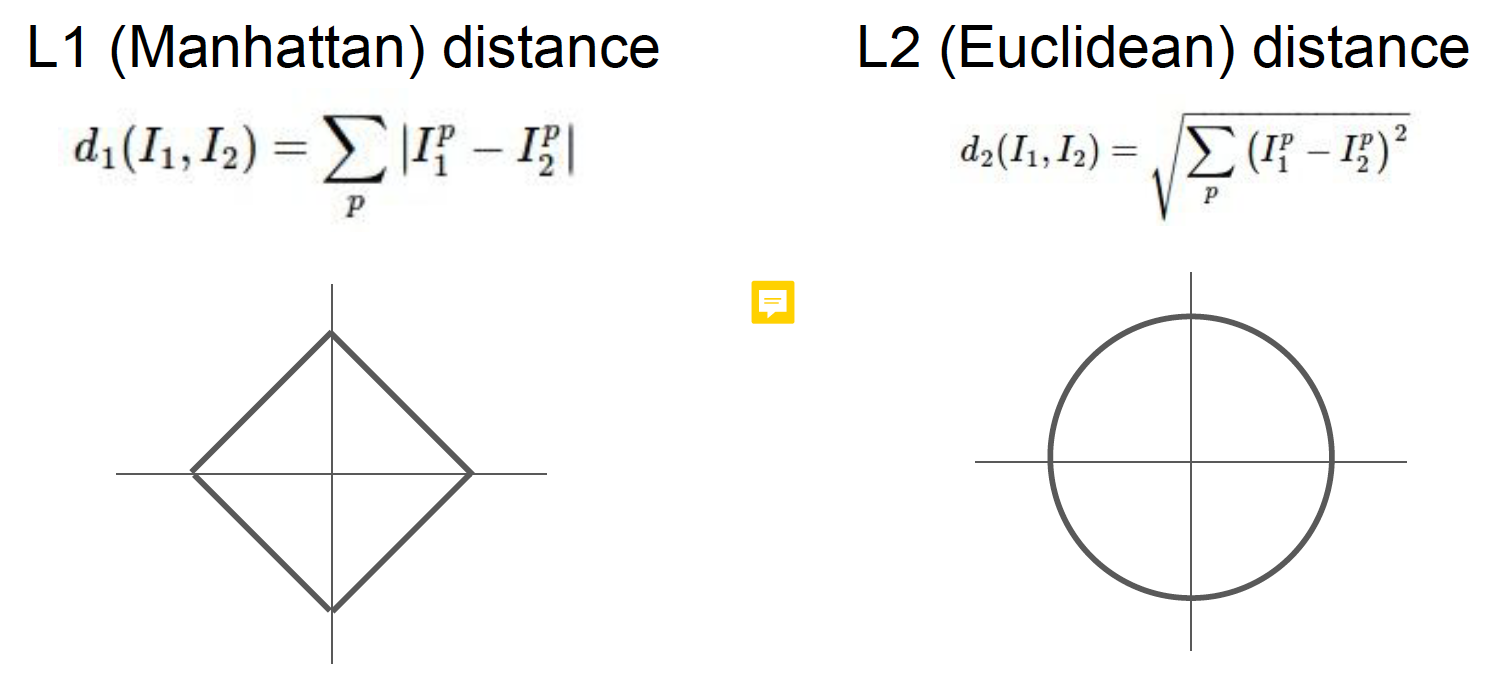 L1 (Manhattan) distance
L2 (Euclidean) distance
$d_1(I_1, I_2) = \sum_p |I_1^p - I_2^p|$
$d_2(I_1, I_2) = \sqrt{\sum_p (I_1^p - I_2^p)^2}$